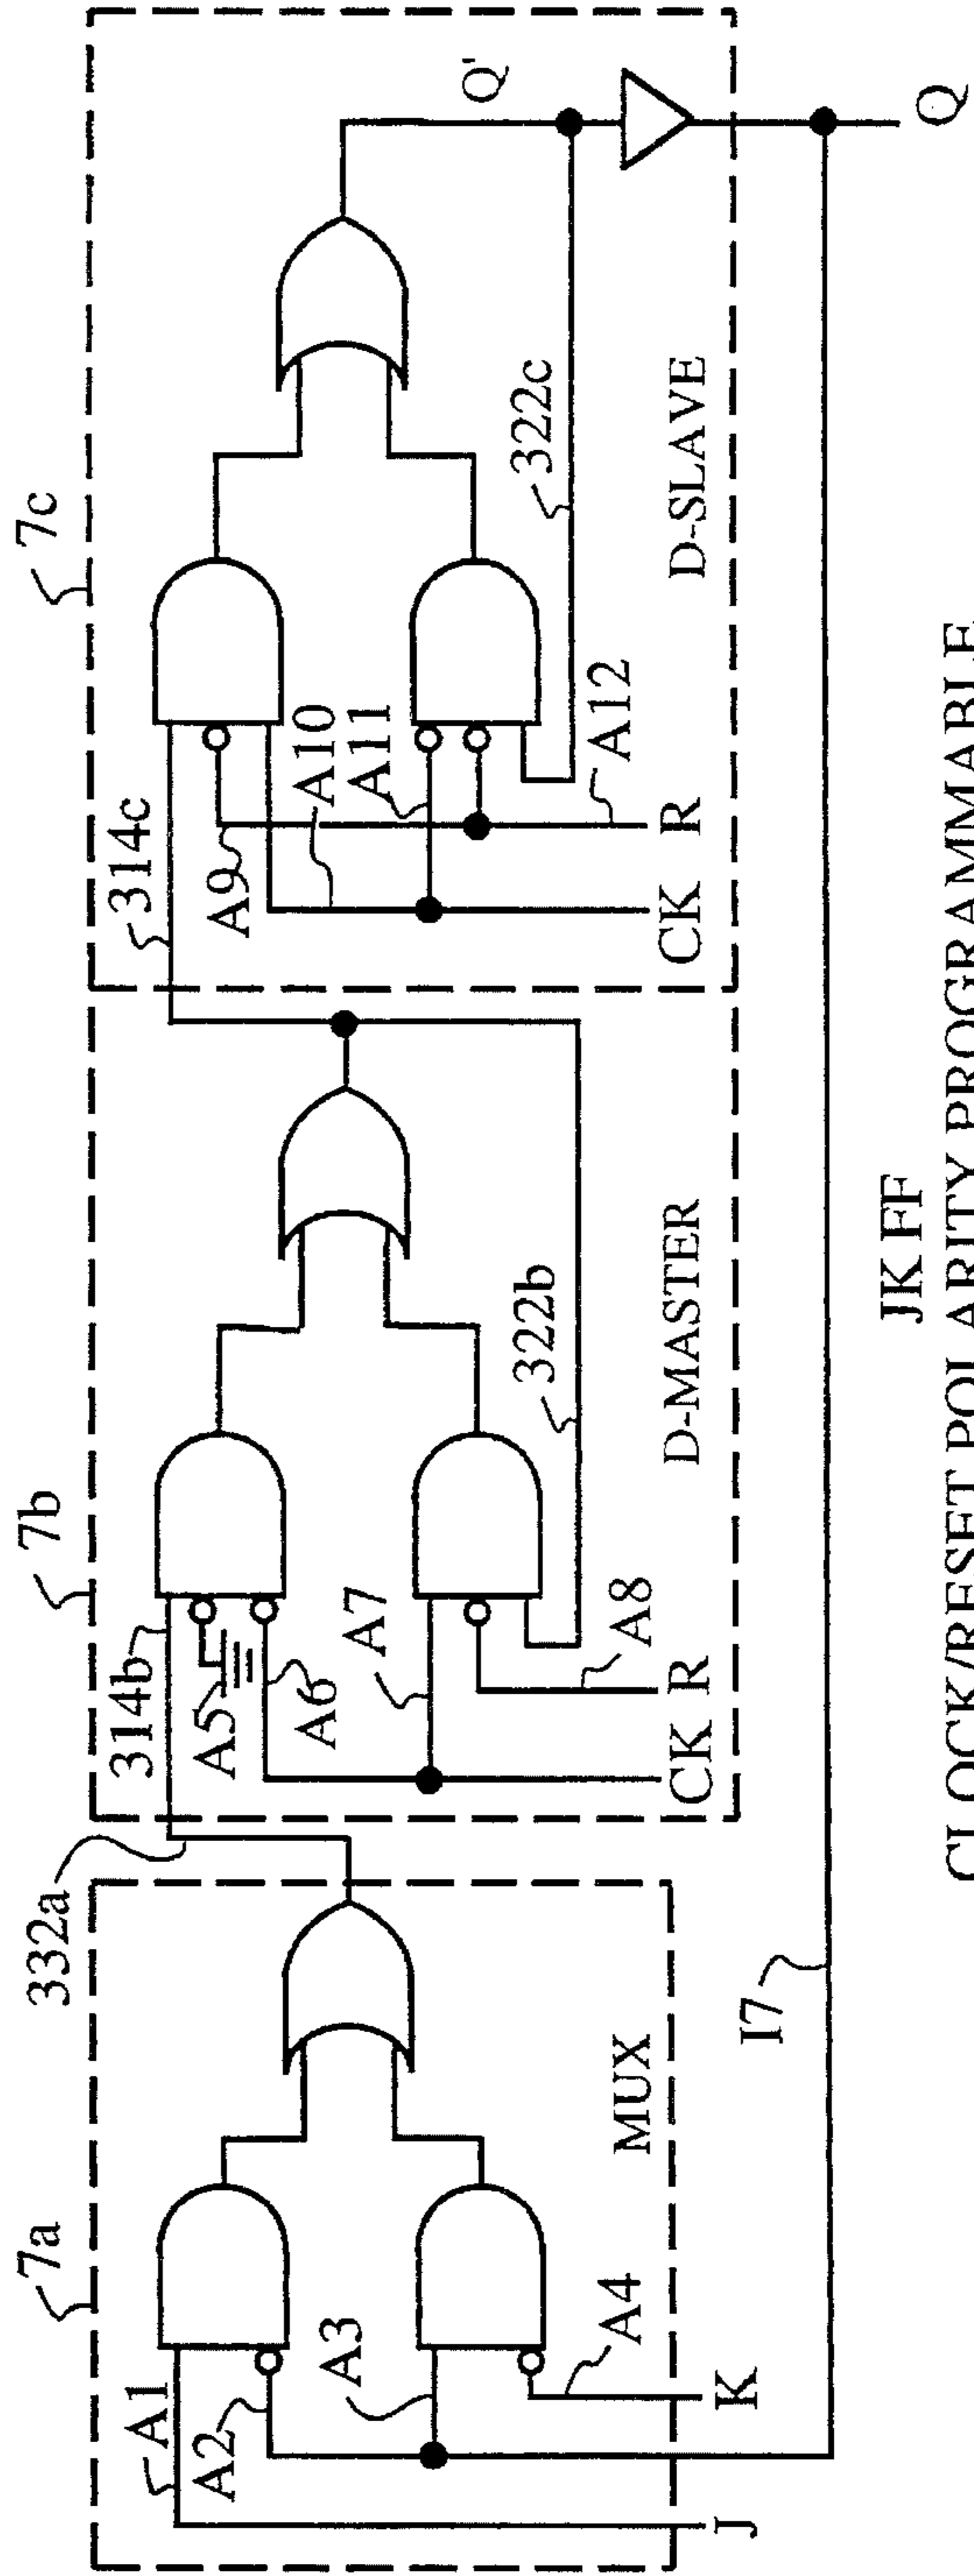 7a
7b
7c
332a
314b
314c
A1
A2
A3
A4
A5
A6
A7
A8
A9
A10
A11
A12
322b
322c
Q'
MUX
D-MASTER
D-SLAVE
J
K
CK
R
CK
R
I7
Q
JK FF
CLOCK/RESET POLARITY PROGRAMMABLE